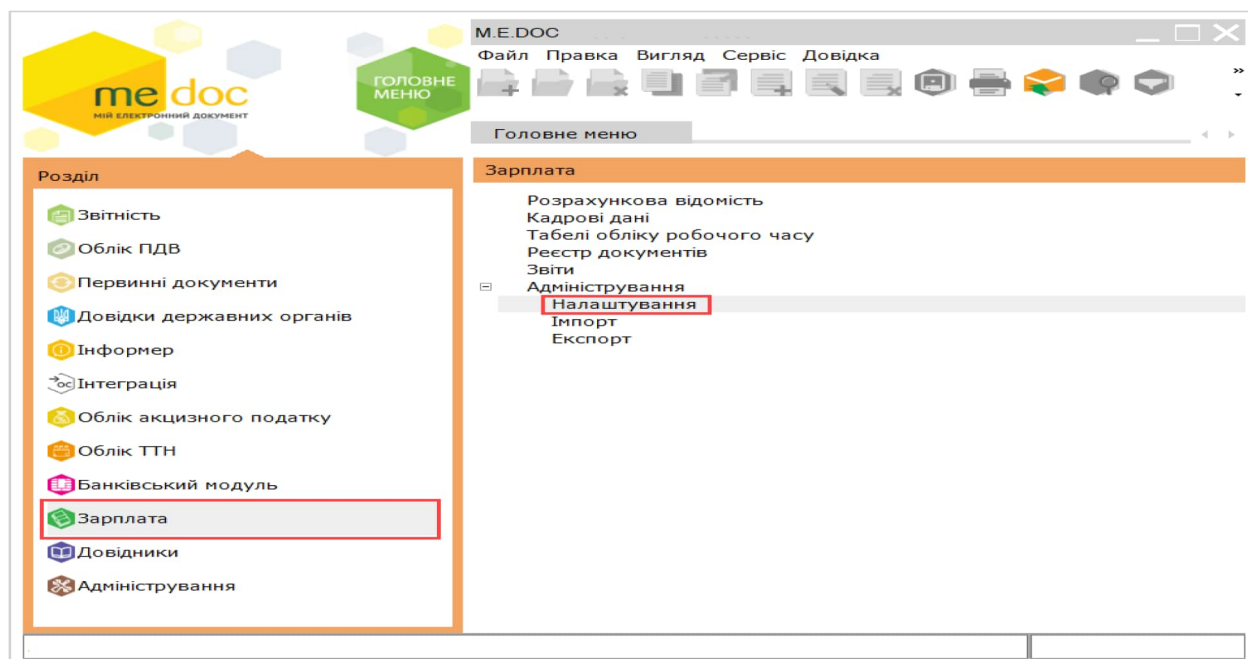 me doc
МІЙ ЕЛЕКТРОННИЙ ДОКУМЕНТ
ГОЛОВНЕ
МЕНЮ
M.E.DOC
Файл Правка Вигляд Сервіс Довідка
Головне меню
Розділ
Звітність
Облік ПДВ
Первинні документи
Довідки державних органів
Інформер
Інтеграція
Облік акцизного податку
Облік ТТН
Банківський модуль
Зарплата
Довідники
Адміністрування
Зарплата
Розрахункова відомість
Кадрові дані
Табелі обліку робочого часу
Реєстр документів
Звіти
Адміністрування
Налаштування
Імпорт
Експорт